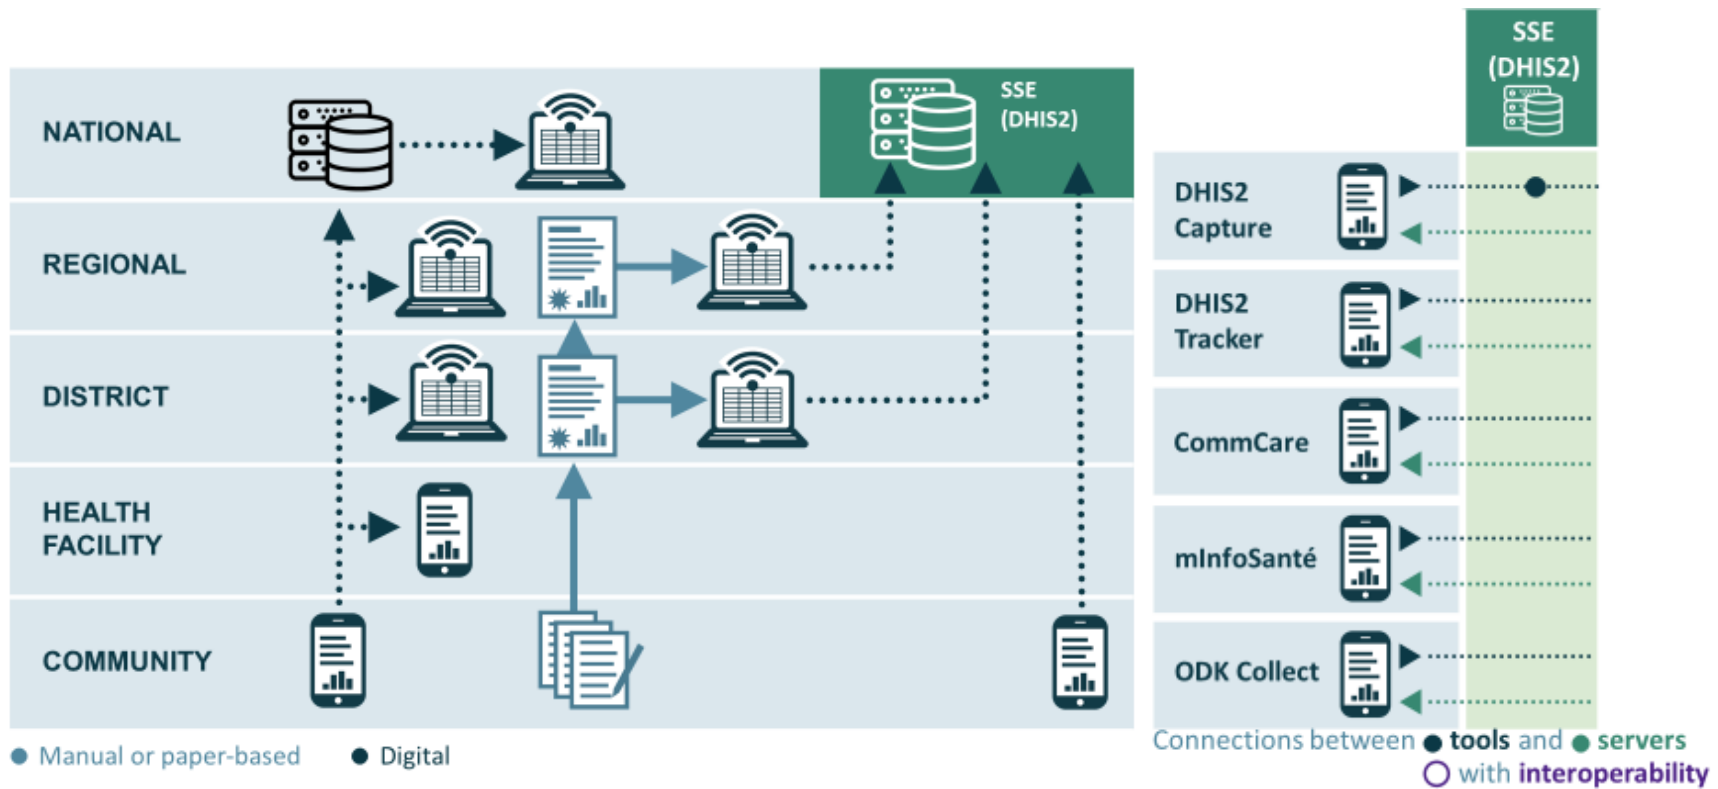 NATIONAL
SSE
(DHIS2)
REGIONAL
DISTRICT
HEALTH
FACILITY
COMMUNITY
Manual or paper-based
Digital
SSE
(DHIS2)
DHIS2
Capture
DHIS2
Tracker
CommCare
mInfoSanté
ODK Collect
Connections between tools and servers
with interoperability